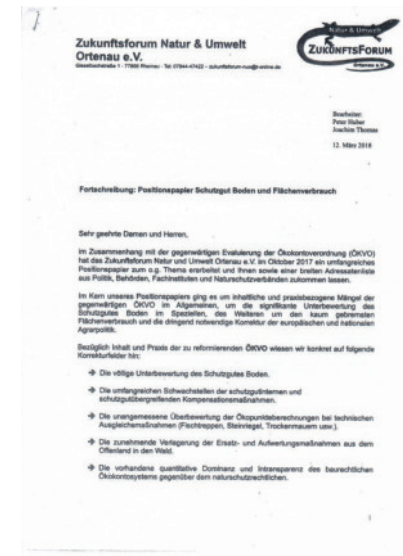 Zukunftsforum Natur & Umwelt
Ortenau e.V.
Natur & Umwelt
ZUKUNFTSFORUM
Ortenau e.V.
Bearbeiter:
Peter Huber
Joachim Thomas
12. März 2018
Fortschreibung: Positionspapier Schutzgut Boden und Flächenverbrauch
Sehr geehrte Damen und Herren,
im Zusammenhang mit der gegenwärtigen Evaluierung der Ökokontoverordnung (ÖKVO)
hat das Zukunftsforum Natur und Umwelt Ortenau e.V. im Oktober 2017 ein umfangreiches
Positionspapier zum o.g. Thema erarbeitet und Ihnen sowie einer breiten Adressatenliste
aus Politik, Behörden, Fachinstituten und Naturschutzverbänden zukommen lassen.
Im Kern unseres Positionspapiers ging es um inhaltliche und praxisbezogene Mängel der
gegenwärtigen ÖKVO im Allgemeinen, um die signifikante Unterbewertung des
Schutzgutes Boden im Speziellen, des Weiteren um den kaum gebremsten
Flächenverbrauch und die dringend notwendige Korrektur der europäischen und nationalen
Agrarpolitik.
Bezüglich Inhalt und Praxis der zu reformierenden ÖKVO wiesen wir konkret auf folgende
Korrekturfelder hin:
→ Die völlige Unterbewertung des Schutzgutes Boden.
→ Die umfangreichen Schwachstellen der schutzgutinternen und
schutzgutübergreifenden Kompensationsmaßnahmen.
→ Die unangemessene Überbewertung der Ökopunkteberechnungen bei technischen
Ausgleichsmaßnahmen (Fischtreppen, Steinriegel, Trockenmauern usw.).
→ Die zunehmende Verlagerung der Ersatz- und Aufwertungsmaßnahmen aus dem
Offenland in den Wald.
→ Die vorhandene quantitative Dominanz und Intransparenz des baurechtlichen
Ökokontosystems gegenüber dem naturschutzrechtlichen.
1